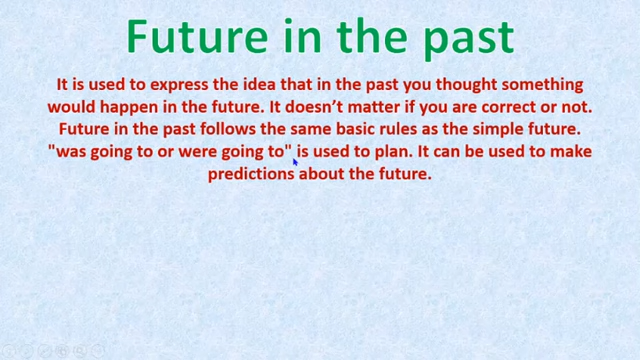 Future in the past
It is used to express the idea that in the past you thought something
would happen in the future. It doesn’t matter if you are correct or not.
Future in the past follows the same basic rules as the simple future.
"was going to or were going to" is used to plan. It can be used to make
predictions about the future.